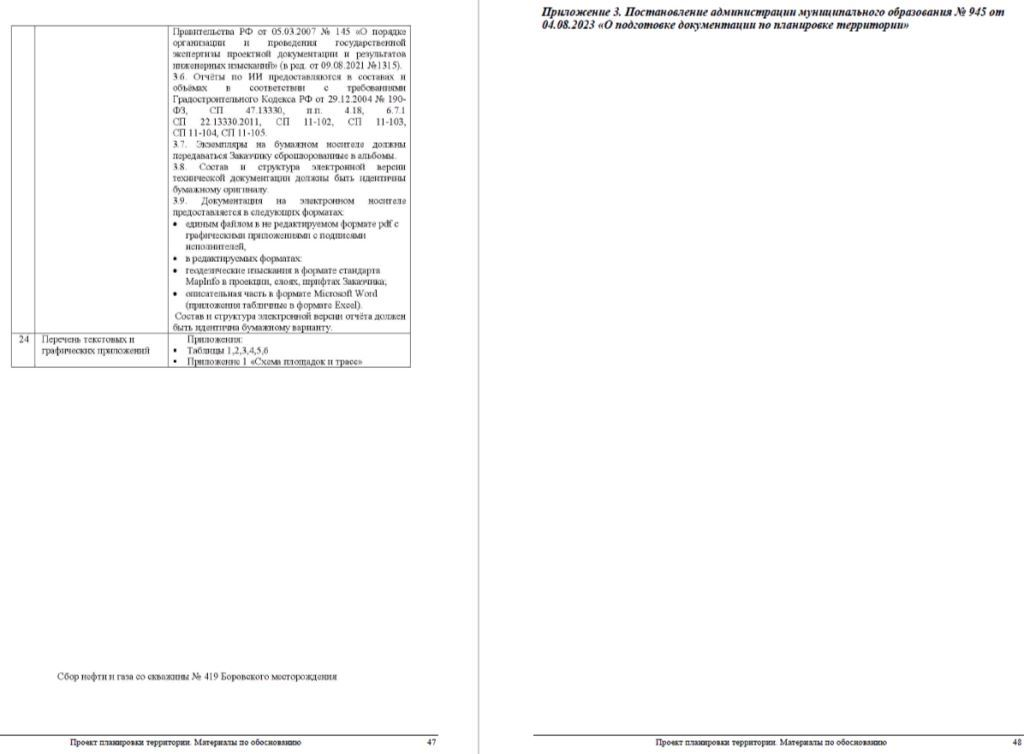 Правительства РФ от 05.03.2007 № 145 «О порядке
организации и проведения государственной
экспертизы проектной документации и результатов
инженерных изысканий» (в ред. от 09.08.2021 №1315).
3.6. Отчёты по ИИ предоставляются в составах и
объёмах в соответствии с требованиями
Градостроительного Кодекса РФ от 29.12.2004 № 190-
ФЗ, СП 47.13330, п.п. 4.18, 6.7.1
СП 22.13330.2011, СП 11-102, СП 11-103,
СП 11-104, СП 11-105.
3.7. Экземпляры на бумажном носителе должны
передаваться Заказчику сброшюрованные в альбомы.
3.8. Состав и структура электронной версии
технической документации должны быть идентичны
бумажному оригиналу.
3.9. Документация на электронном носителе
предоставляется в следующих форматах:
• единым файлом в не редактируемом формате pdf с
графическими приложениями с подписями
исполнителей,
• в редактируемых форматах:
• геодезические изыскания в формате стандарта
MapInfo в проекции, слоях, шрифтах Заказчика;
• описательная часть в формате Microsoft Word
(приложения табличные в формате Excel).
Состав и структура электронной версии отчёта должен
быть идентична бумажному варианту.
24 Перечень текстовых и графических приложений
Приложения:
• Таблицы 1,2,3,4,5,6
• Приложение 1 «Схема площадок и трасс»
Сбор нефти и газа со скважины № 419 Боровского месторождения
Проект планировки территории. Материалы по обоснованию 47
Приложение 3. Постановление администрации муниципального образования № 945 от
04.08.2023 «О подготовке документации по планировке территории»
Проект планировки территории. Материалы по обоснованию 48